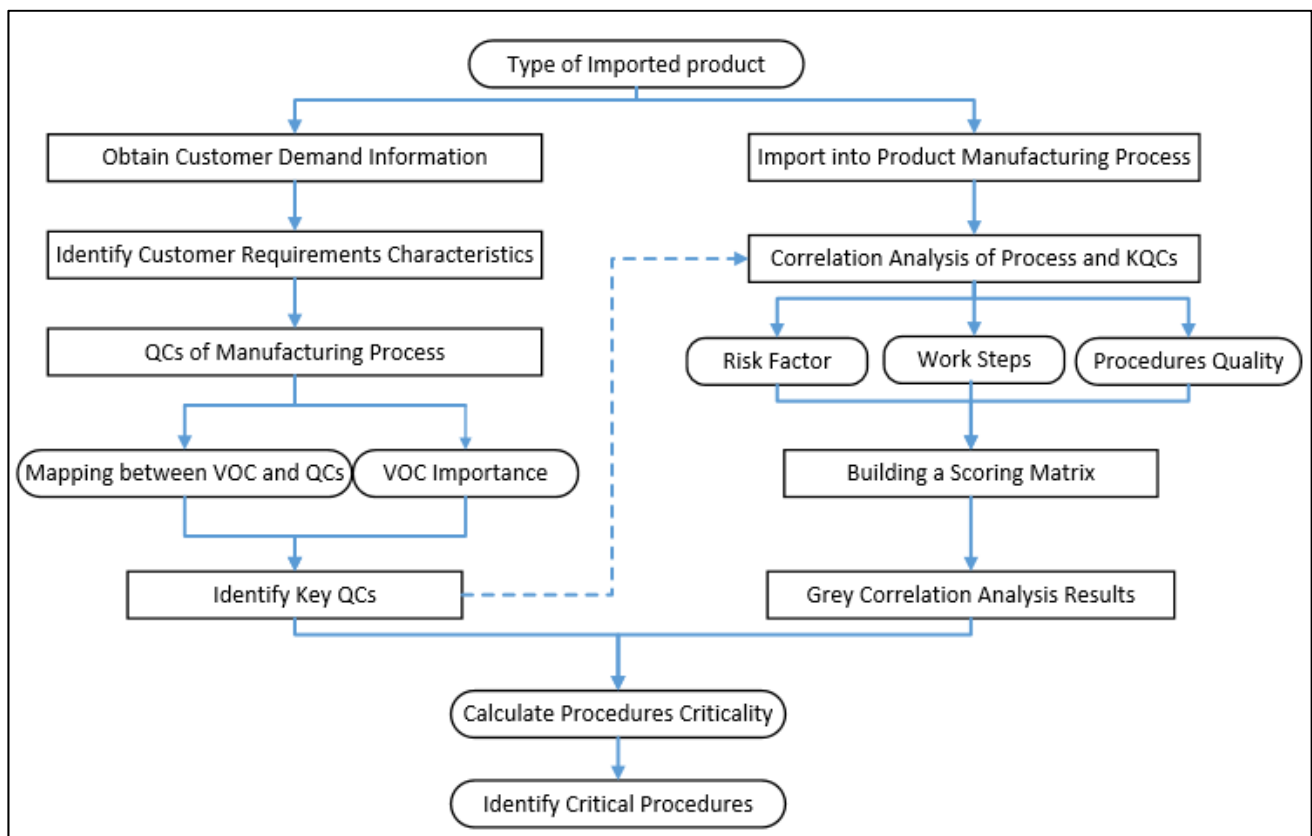 Type of Imported product
Obtain Customer Demand Information
Import into Product Manufacturing Process
Identify Customer Requirements Characteristics
Correlation Analysis of Process and KQCs
QCs of Manufacturing Process
Risk Factor
Work Steps
Procedures Quality
Mapping between VOC and QCs
VOC Importance
Building a Scoring Matrix
Identify Key QCs
Grey Correlation Analysis Results
Calculate Procedures Criticality
Identify Critical Procedures